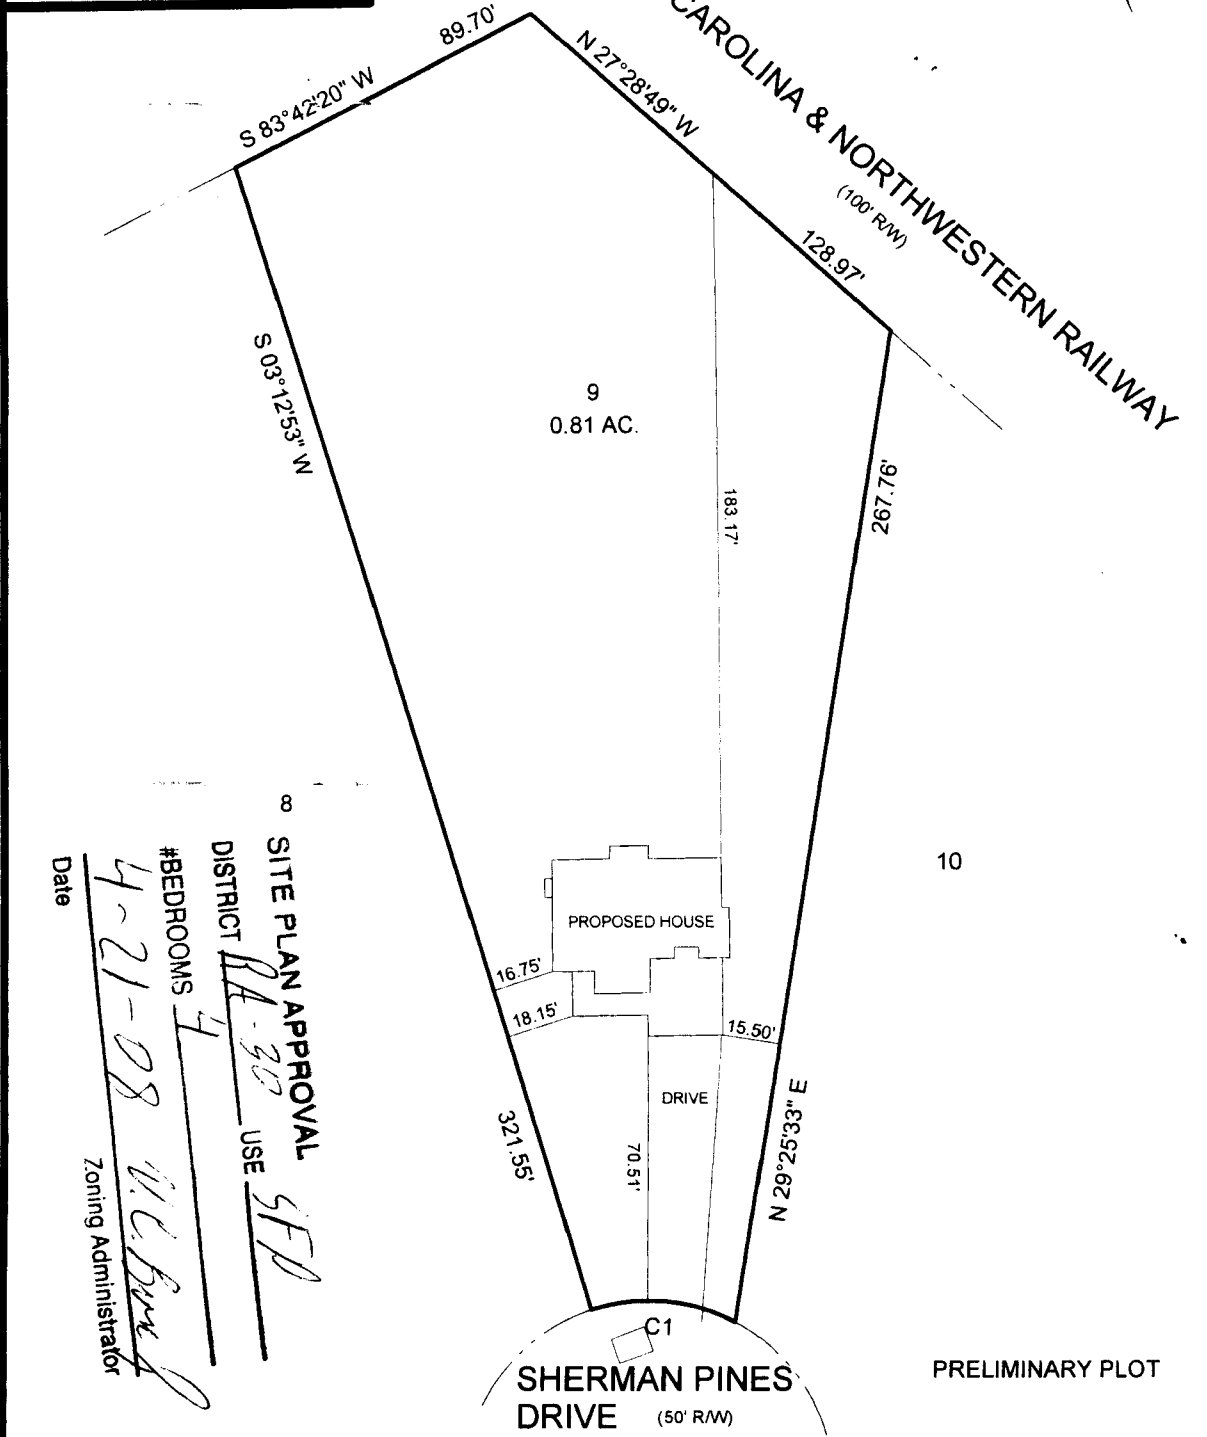 89.70'
S 83°42'20" W
N 27°28'49" W
CAROLINA & NORTHWESTERN RAILWAY
(100' R/W)
128.97'
S 03°12'53" W
9
0.81 AC.
183.17'
267.76'
8
SITE PLAN APPROVAL
DISTRICT RA-30 USE SFD
#BEDROOMS 4
4-21-08
Date
Zoning Administrator
10
PROPOSED HOUSE
16.75'
18.15'
15.50'
DRIVE
321.55'
70.51'
N 29°25'33" E
C1
SHERMAN PINES
DRIVE (50' R/W)
PRELIMINARY PLOT